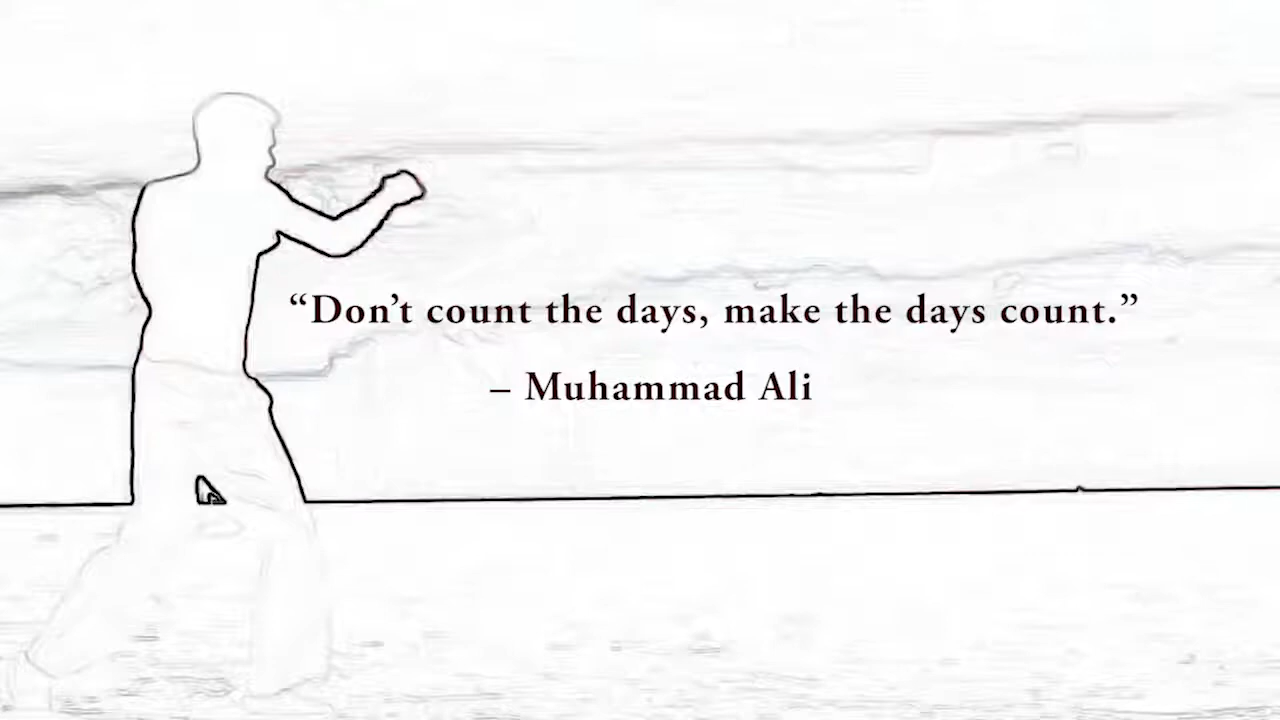 “Don’t count the days, make the days count.”
– Muhammad Ali